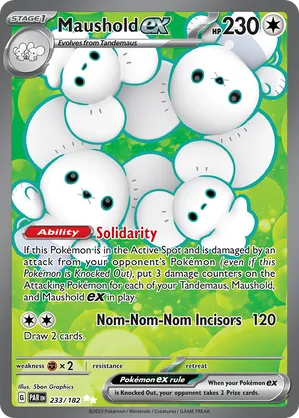 STAGE1
Maushold ex
HP 230
Evolves from Tandemaus
Ability Solidarity
If this Pokémon is in the Active Spot and is damaged by an
attack from your opponent's Pokémon (even if this
Pokémon is Knocked Out), put 3 damage counters on
the Attacking Pokémon for each of your Tandemaus, Maushold,
and Maushold ex in play.
Nom-Nom-Nom Incisors 120
Draw 2 cards.
weakness ×2 resistance retreat
Illus. 5ban Graphics
Pokémon ex rule
When your Pokémon ex
is Knocked Out, your opponent takes 2 Prize cards.
G PAR EN 233/182
©2023 Pokémon / Nintendo / Creatures / GAME FREAK